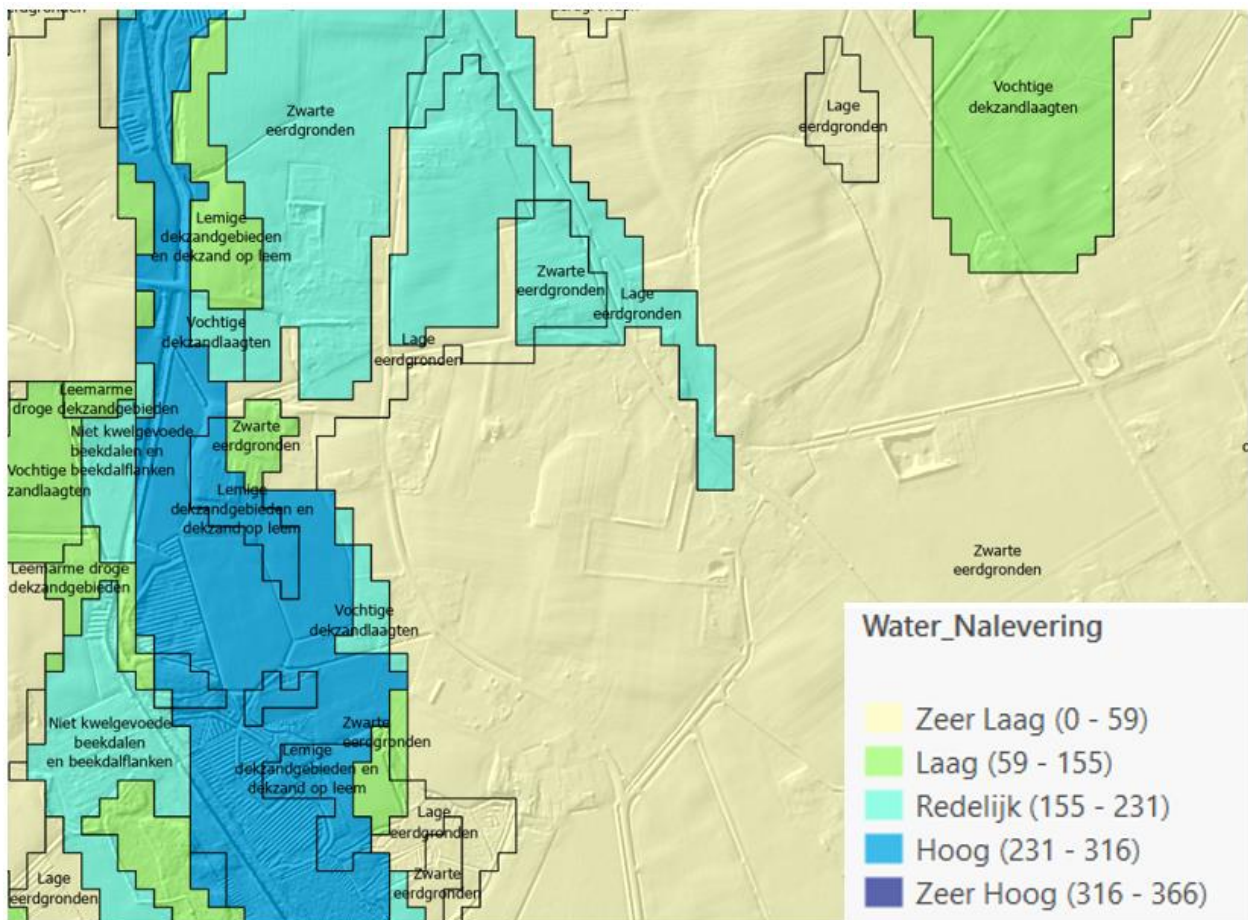 Zwarte
eerdgronden
Lage
eerdgronden
Vochtige
dekzandlaagten
Lemige
dekzandgebieden
en dekzand op leem
Zwarte
eerdgronden
Lage
eerdgronden
Vochtige
dekzandlaagten
Lage
eerdgronden
Leemarme
droge dekzandgebieden
Niet kwelgevoede
beekdalen en
beekdalflanken
Zwarte
eerdgronden
Vochtige
zandlaagten
Lemige
dekzandgebieden en
dekzand op leem
Leemarme droge
dekzandgebieden
Zwarte
eerdgronden
Vochtige
dekzandlaagten
Niet kwelgevoede
beekdalen
en beekdalflanken
Zwarte
eerdgronden
Lemige
dekzandgebieden en
dekzand op leem
Lage
eerdgronden
Lage
eerdgronden
Zwarte
eerdgronden
Water_Nalevering
Zeer Laag (0 - 59)
Laag (59 - 155)
Redelijk (155 - 231)
Hoog (231 - 316)
Zeer Hoog (316 - 366)